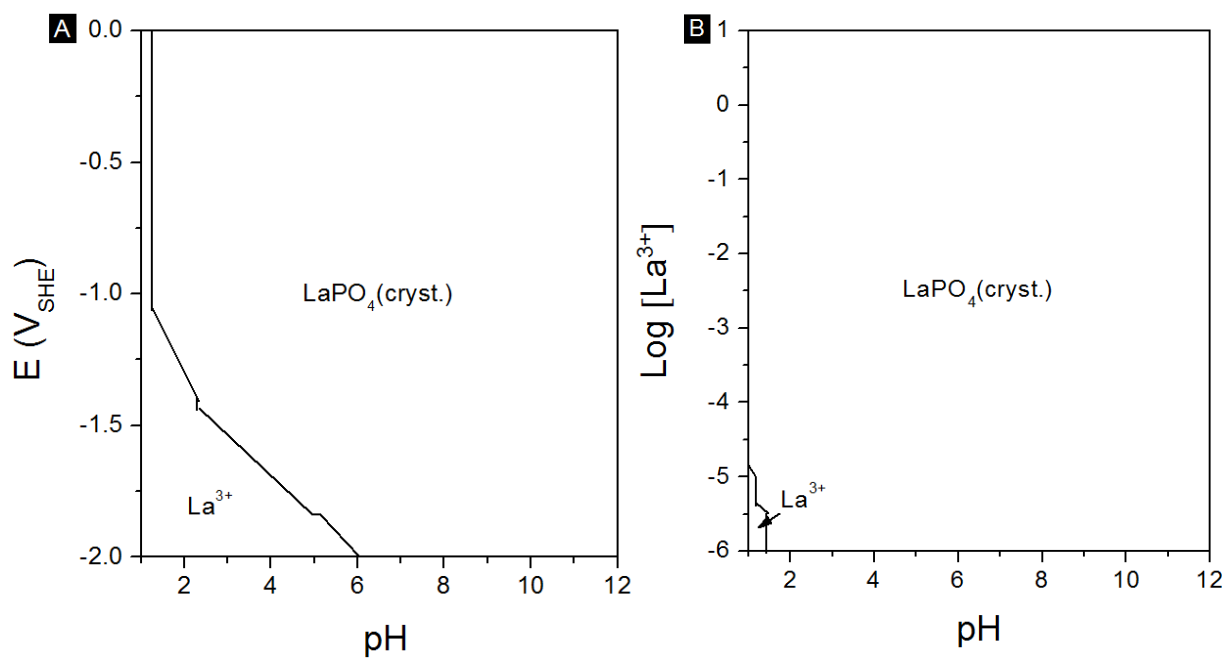 A
0.0
-0.5
-1.0
-1.5
-2.0
E (V_SHE)
LaPO₄(cryst.)
La³⁺
2 4 6 8 10 12
pH
B
1
0
-1
-2
-3
-4
-5
-6
Log [La³⁺]
LaPO₄(cryst.)
La³⁺
2 4 6 8 10 12
pH